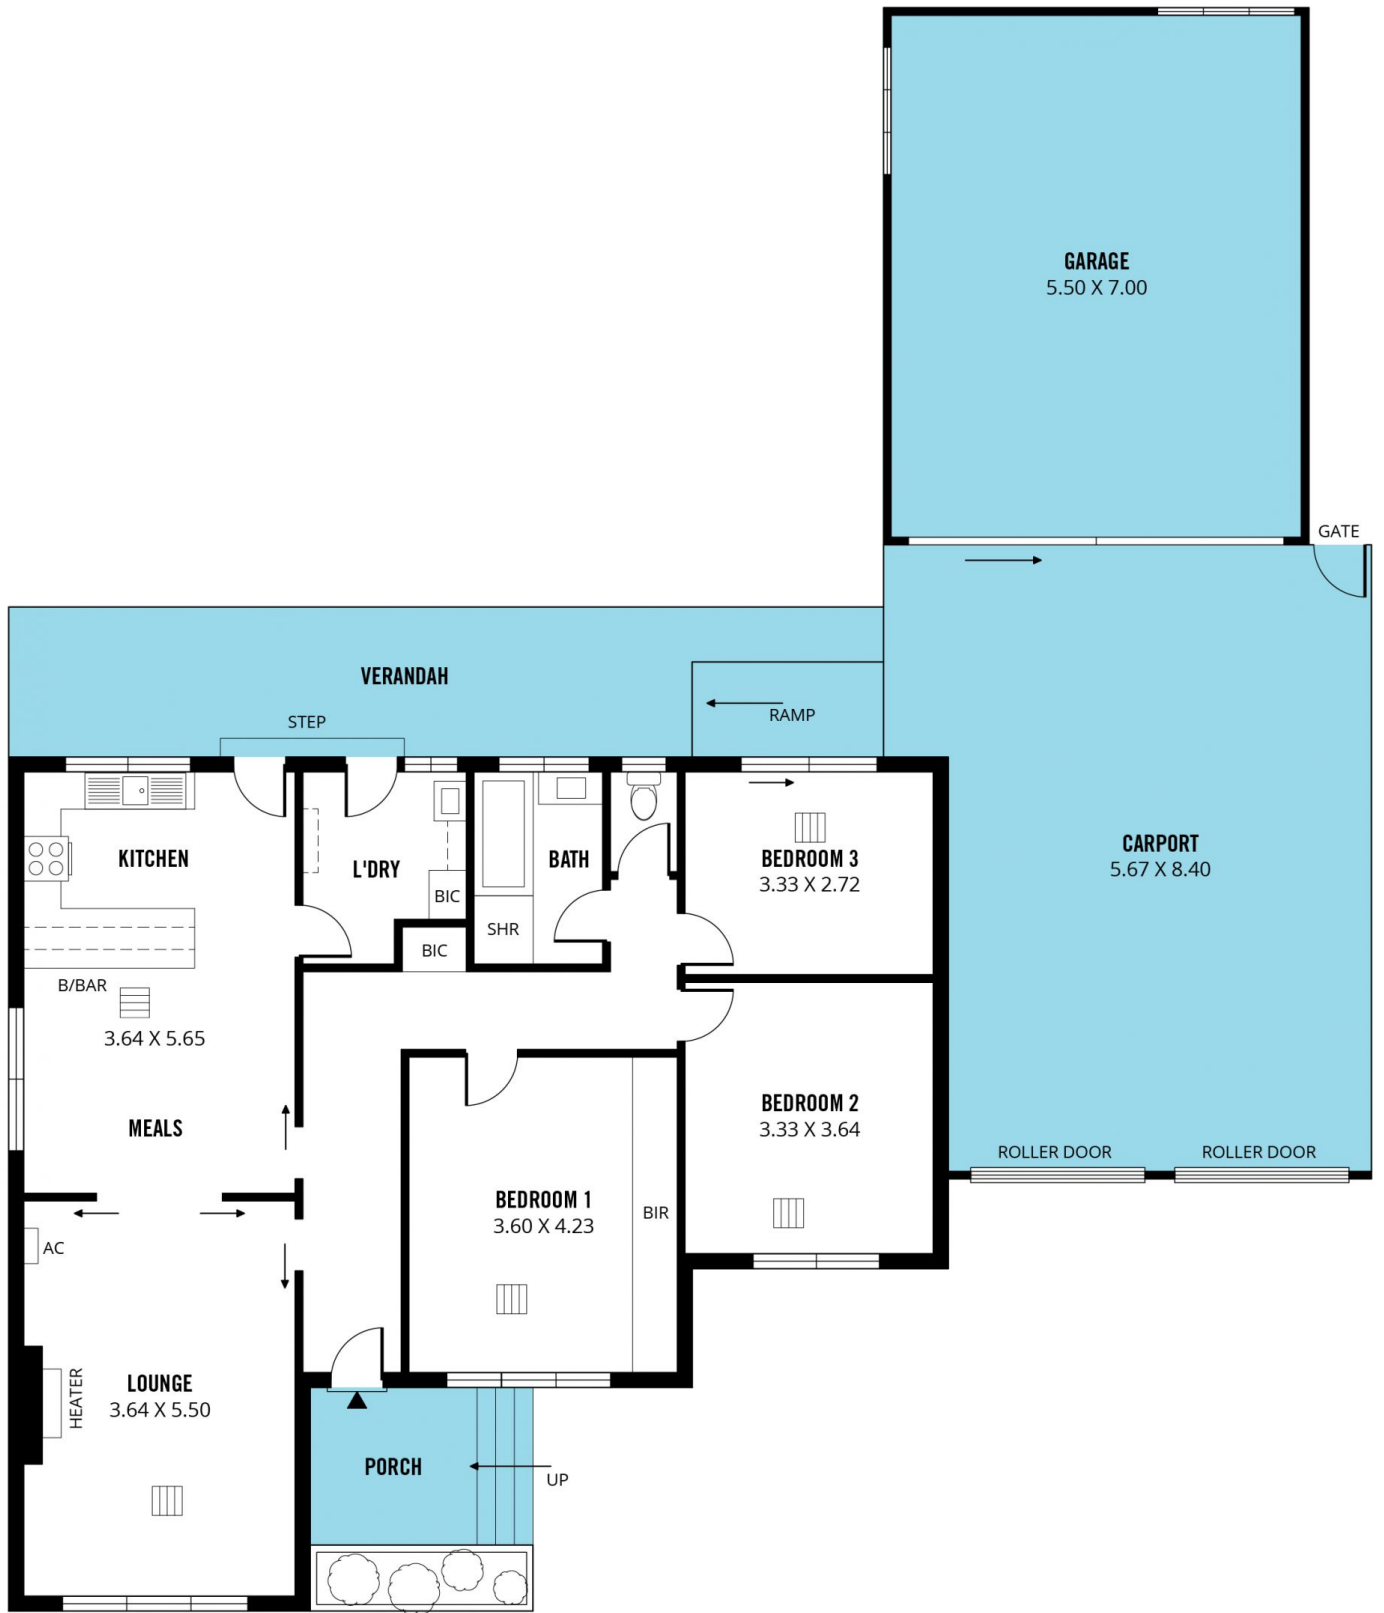 GARAGE
5.50 X 7.00
GATE
VERANDAH
STEP
RAMP
KITCHEN
L'DRY
BIC
BATH
SHR
BIC
BEDROOM 3
3.33 X 2.72
CARPORT
5.67 X 8.40
B/BAR
3.64 X 5.65
MEALS
BEDROOM 2
3.33 X 3.64
ROLLER DOOR
ROLLER DOOR
BEDROOM 1
3.60 X 4.23
BIR
AC
HEATER
LOUNGE
3.64 X 5.50
PORCH
UP